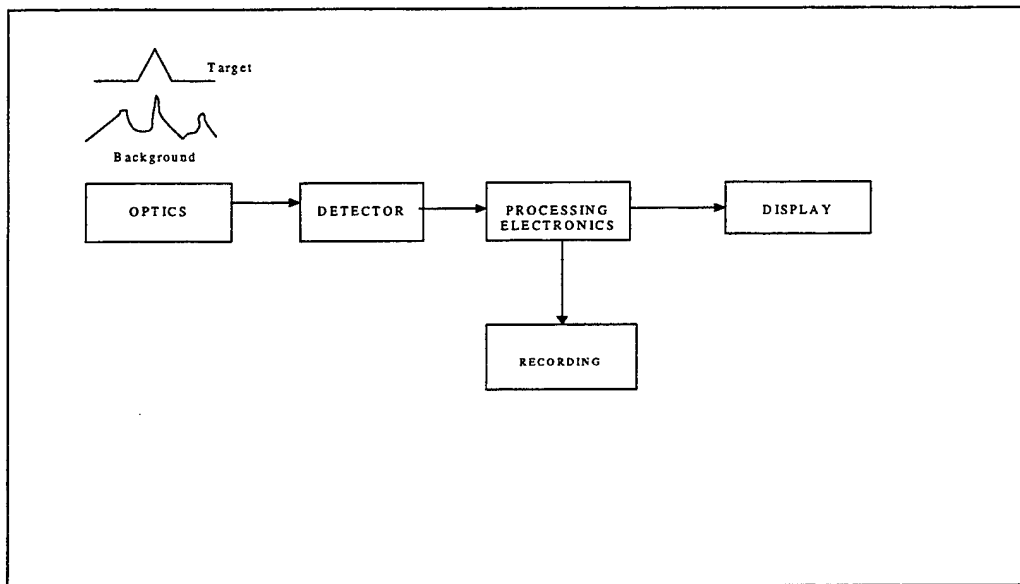 Target
Background
OPTICS
DETECTOR
PROCESSING
ELECTRONICS
DISPLAY
RECORDING